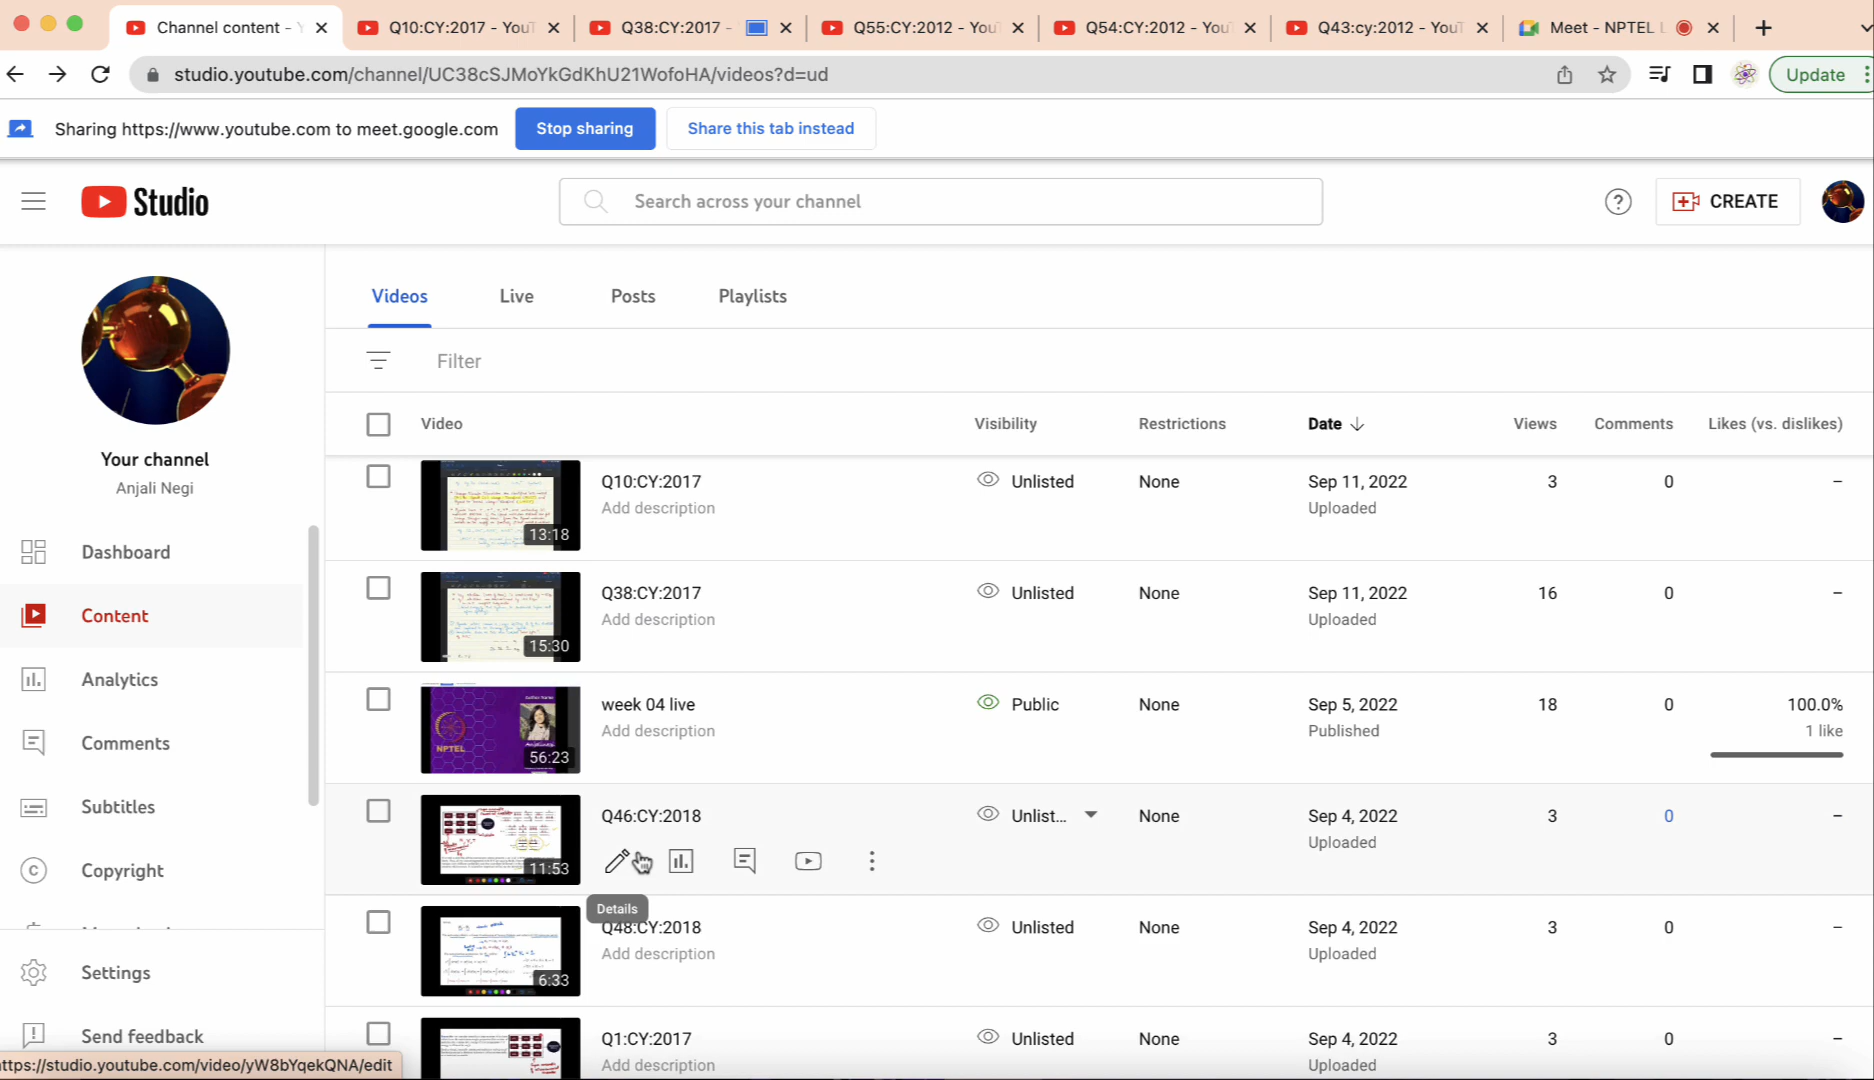 Channel content - Y
Q10:CY:2017 - YouT
Q38:CY:2017 -
Q55:CY:2012 - YouT
Q54:CY:2012 - YouT
Q43:cy:2012 - YouT
Meet - NPTEL L
studio.youtube.com/channel/UC38cSJMoYkGdKhU21WofoHA/videos?d=ud
Update
Sharing https://www.youtube.com to meet.google.com
Stop sharing
Share this tab instead
Studio
Search across your channel
CREATE
Your channel
Anjali Negi
Dashboard
Content
Analytics
Comments
Subtitles
Copyright
Settings
Send feedback
Videos Live Posts Playlists
Filter
Video Visibility Restrictions Date Views Comments Likes (vs. dislikes)
Q10:CY:2017 Unlisted None Sep 11, 2022 3 0 –
Add description Uploaded
13:18
Q38:CY:2017 Unlisted None Sep 11, 2022 16 0 –
Add description Uploaded
15:30
week 04 live Public None Sep 5, 2022 18 0 100.0%
Add description Published 1 like
NPTEL
56:23
Q46:CY:2018 Unlist... None Sep 4, 2022 3 0 –
Uploaded
11:53
Details
Q48:CY:2018 Unlisted None Sep 4, 2022 3 0 –
Add description Uploaded
6:33
Q1:CY:2017 Unlisted None Sep 4, 2022 3 0 –
Add description Uploaded
ttps://studio.youtube.com/video/yW8bYqekQNA/edit